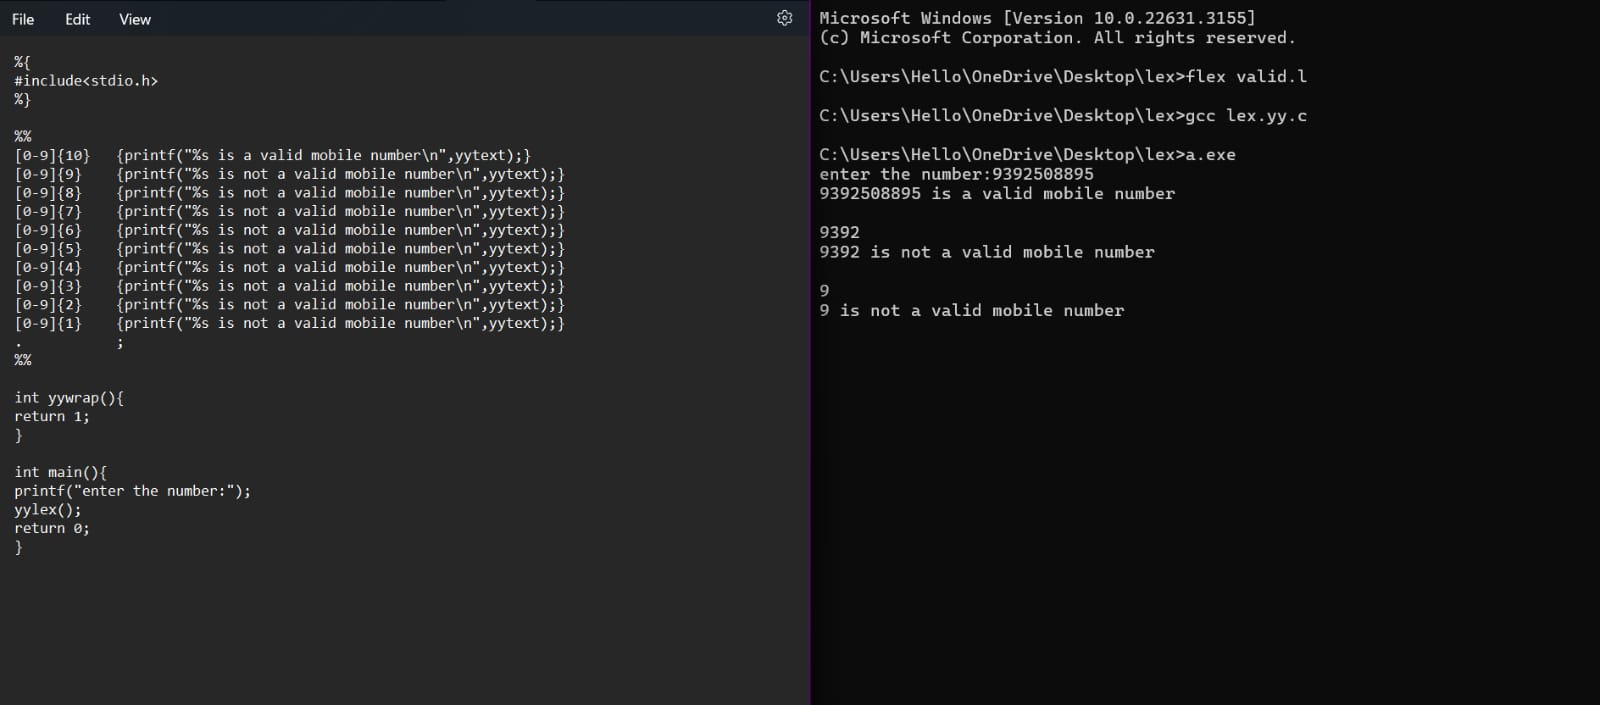 File Edit View
%{
#include<stdio.h>
%}
%%
[0-9]{10} {printf("%s is a valid mobile number\n",yytext);}
[0-9]{9} {printf("%s is not a valid mobile number\n",yytext);}
[0-9]{8} {printf("%s is not a valid mobile number\n",yytext);}
[0-9]{7} {printf("%s is not a valid mobile number\n",yytext);}
[0-9]{6} {printf("%s is not a valid mobile number\n",yytext);}
[0-9]{5} {printf("%s is not a valid mobile number\n",yytext);}
[0-9]{4} {printf("%s is not a valid mobile number\n",yytext);}
[0-9]{3} {printf("%s is not a valid mobile number\n",yytext);}
[0-9]{2} {printf("%s is not a valid mobile number\n",yytext);}
[0-9]{1} {printf("%s is not a valid mobile number\n",yytext);}
. ;
%%
int yywrap(){
return 1;
}
int main(){
printf("enter the number:");
yylex();
return 0;
}
Microsoft Windows [Version 10.0.22631.3155]
(c) Microsoft Corporation. All rights reserved.
C:\Users\Hello\OneDrive\Desktop\lex>flex valid.l
C:\Users\Hello\OneDrive\Desktop\lex>gcc lex.yy.c
C:\Users\Hello\OneDrive\Desktop\lex>a.exe
enter the number:9392508895
9392508895 is a valid mobile number
9392
9392 is not a valid mobile number
9
9 is not a valid mobile number